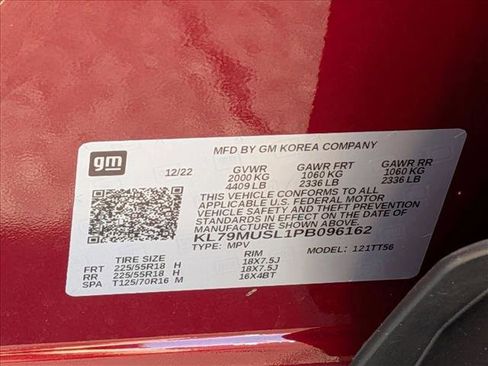 MFD BY GM KOREA COMPANY
gm
12/22 GVWR GAWR FRT GAWR RR
2000 KG 1060 KG 1060 KG
4409 LB 2336 LB 2336 LB
THIS VEHICLE CONFORMS TO ALL
APPLICABLE U.S. FEDERAL MOTOR
VEHICLE SAFETY AND THEFT PREVENTION
STANDARDS IN EFFECT ON THE DATE OF
MANUFACTURE SHOWN ABOVE.
KL79MUSL1PB096162
TYPE: MPV MODEL: 121TT56
TIRE SIZE RIM
FRT 225/55R18 H 18X7.5J
RR 225/55R18 H 18X7.5J
SPA T125/70R16 M 16X4BT